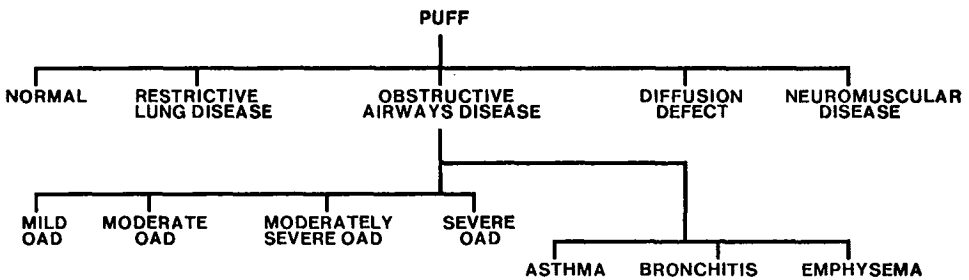 PUFF
NORMAL
RESTRICTIVE
LUNG DISEASE
OBSTRUCTIVE
AIRWAYS DISEASE
DIFFUSION
DEFECT
NEUROMUSCULAR
DISEASE
MILD
OAD
MODERATE
OAD
MODERATELY
SEVERE OAD
SEVERE
OAD
ASTHMA
BRONCHITIS
EMPHYSEMA